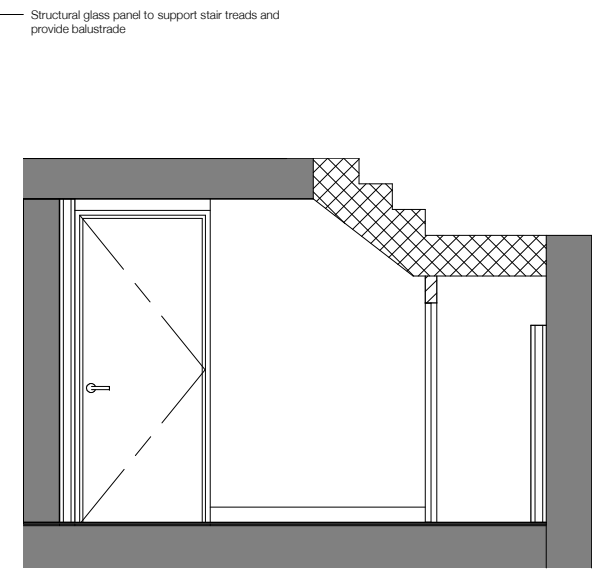 Structural glass panel to support stair treads and
provide balustrade